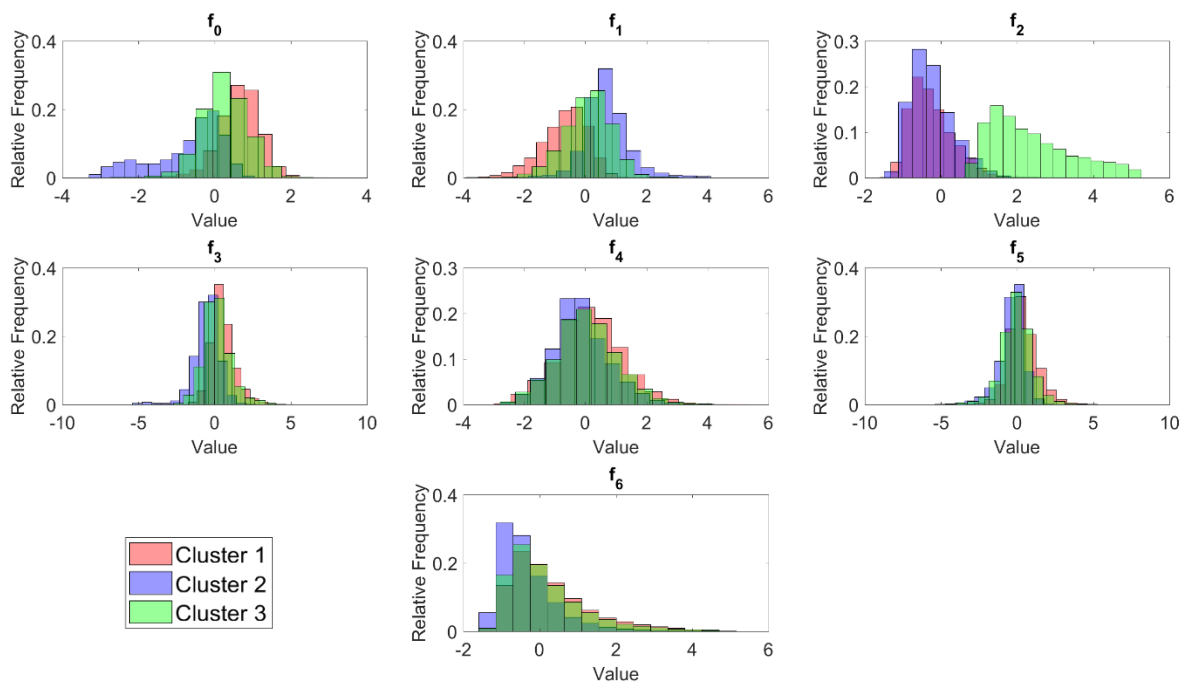 f0
0.4
0.2
0
Relative Frequency
-4 -2 0 2 4
Value
f1
0.4
0.2
0
Relative Frequency
-4 -2 0 2 4 6
Value
f2
0.3
0.2
0.1
0
Relative Frequency
-2 0 2 4 6
Value
f3
0.4
0.2
0
Relative Frequency
-10 -5 0 5 10
Value
f4
0.3
0.2
0.1
0
Relative Frequency
-4 -2 0 2 4 6
Value
f5
0.4
0.2
0
Relative Frequency
-10 -5 0 5 10
Value
f6
0.4
0.2
0
Relative Frequency
-2 0 2 4 6
Value
Cluster 1
Cluster 2
Cluster 3